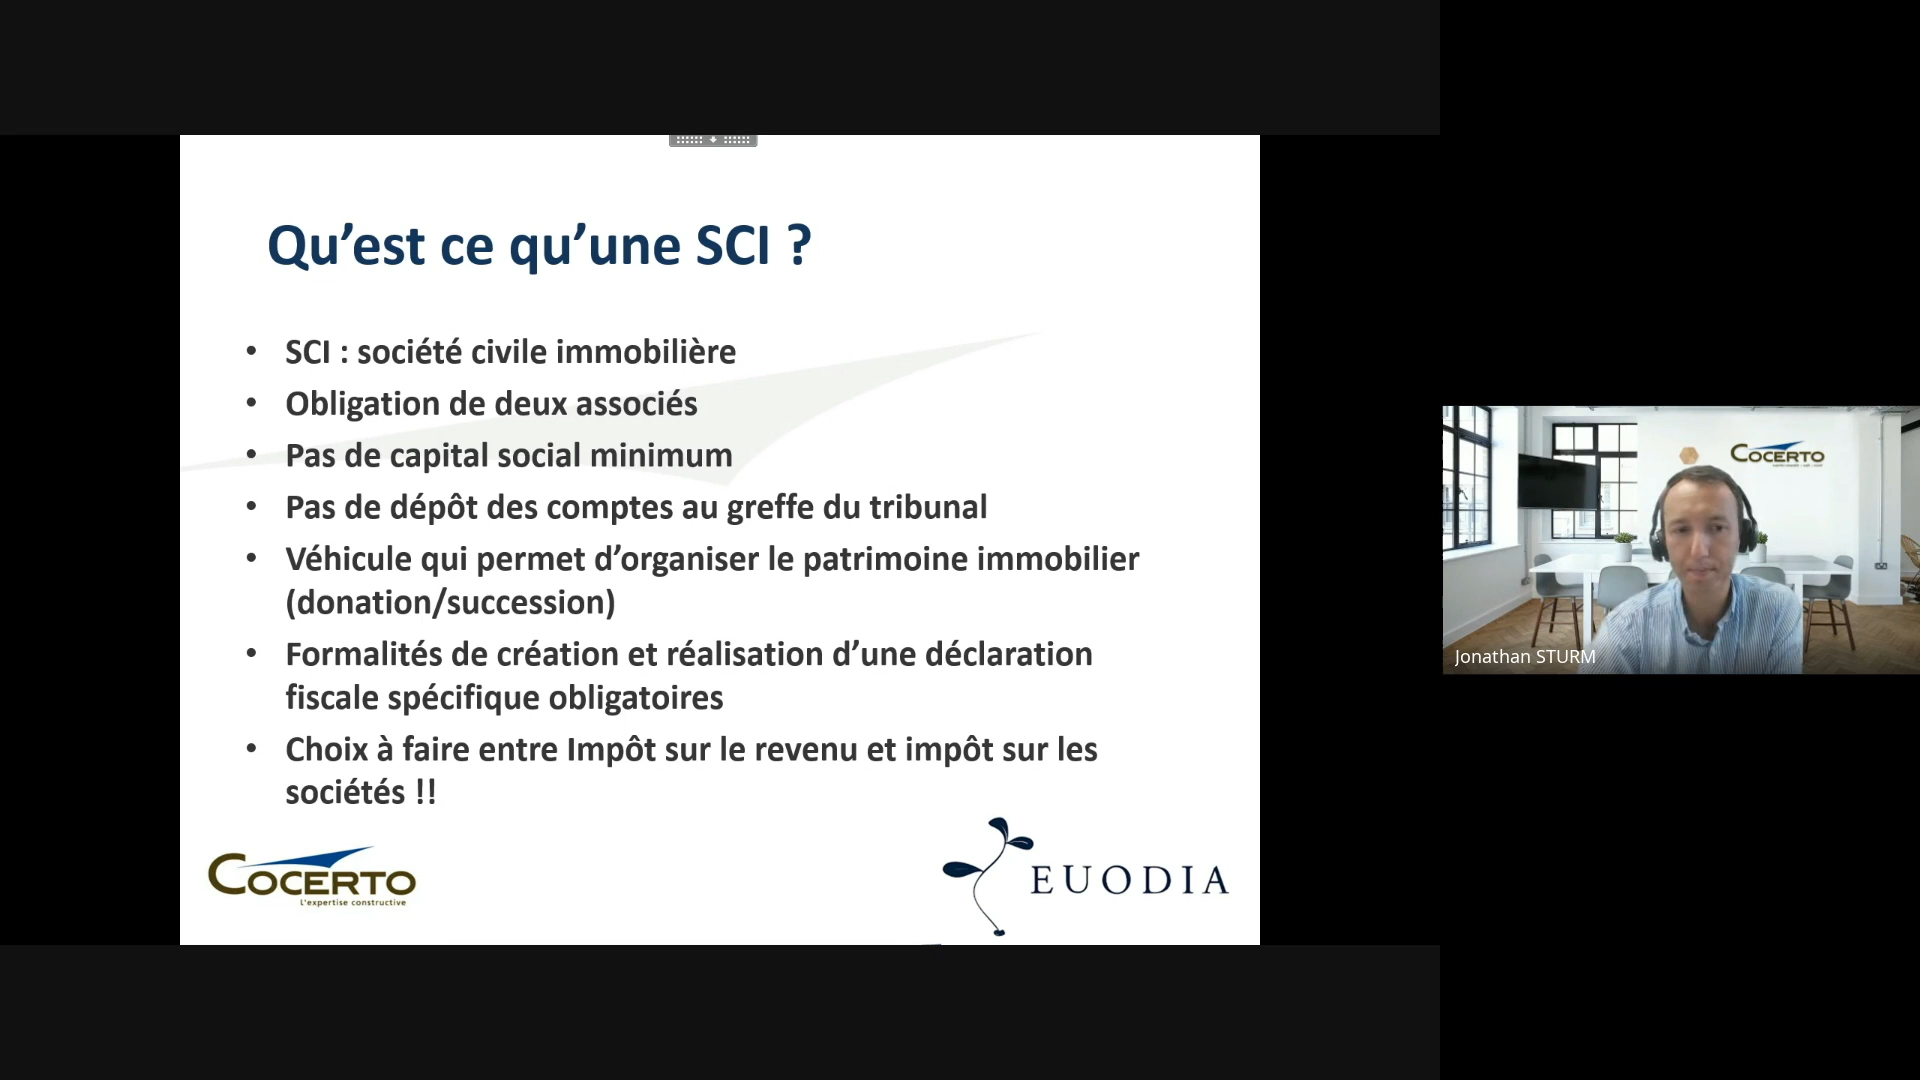 Qu’est ce qu’une SCI ?
• SCI : société civile immobilière
• Obligation de deux associés
• Pas de capital social minimum
• Pas de dépôt des comptes au greffe du tribunal
• Véhicule qui permet d’organiser le patrimoine immobilier
(donation/succession)
• Formalités de création et réalisation d’une déclaration
fiscale spécifique obligatoires
• Choix à faire entre Impôt sur le revenu et impôt sur les
sociétés !!
COCERTO
L'expertise constructive
EUODIA
COCERTO
Jonathan STURM